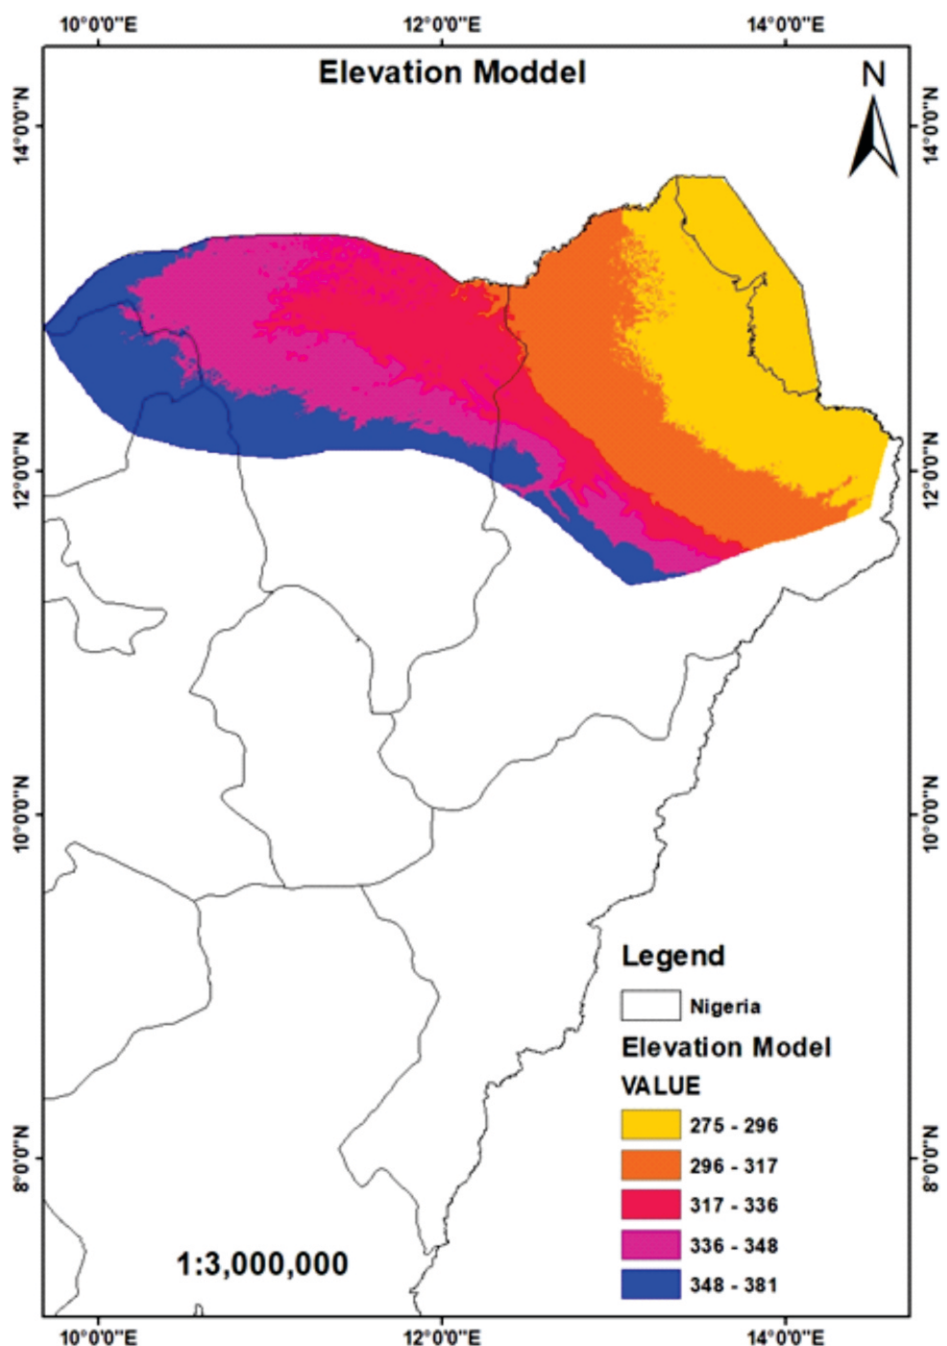 10°0'0"E 12°0'0"E 14°0'0"E
Elevation Moddel
N
14°0'0"N 14°0'0"N
12°0'0"N 12°0'0"N
10°0'0"N 10°0'0"N
Legend
Nigeria
Elevation Model
VALUE
275 - 296
8°0'0"N 8°0'0"N
296 - 317
317 - 336
336 - 348
1:3,000,000
348 - 381
10°0'0"E 12°0'0"E 14°0'0"E